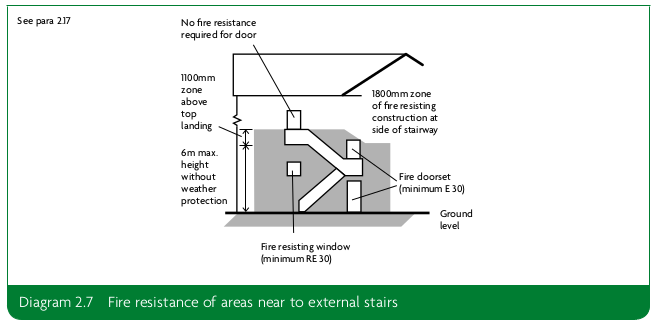 See para 2.17
No fire resistance
required for door
1100mm
zone
above
top
landing
1800mm zone
of fire resisting
construction at
side of stairway
6m max.
height
without
weather
protection
Fire doorset
(minimum E 30)
Ground
level
Fire resisting window
(minimum RE 30)
Diagram 2.7 Fire resistance of areas near to external stairs